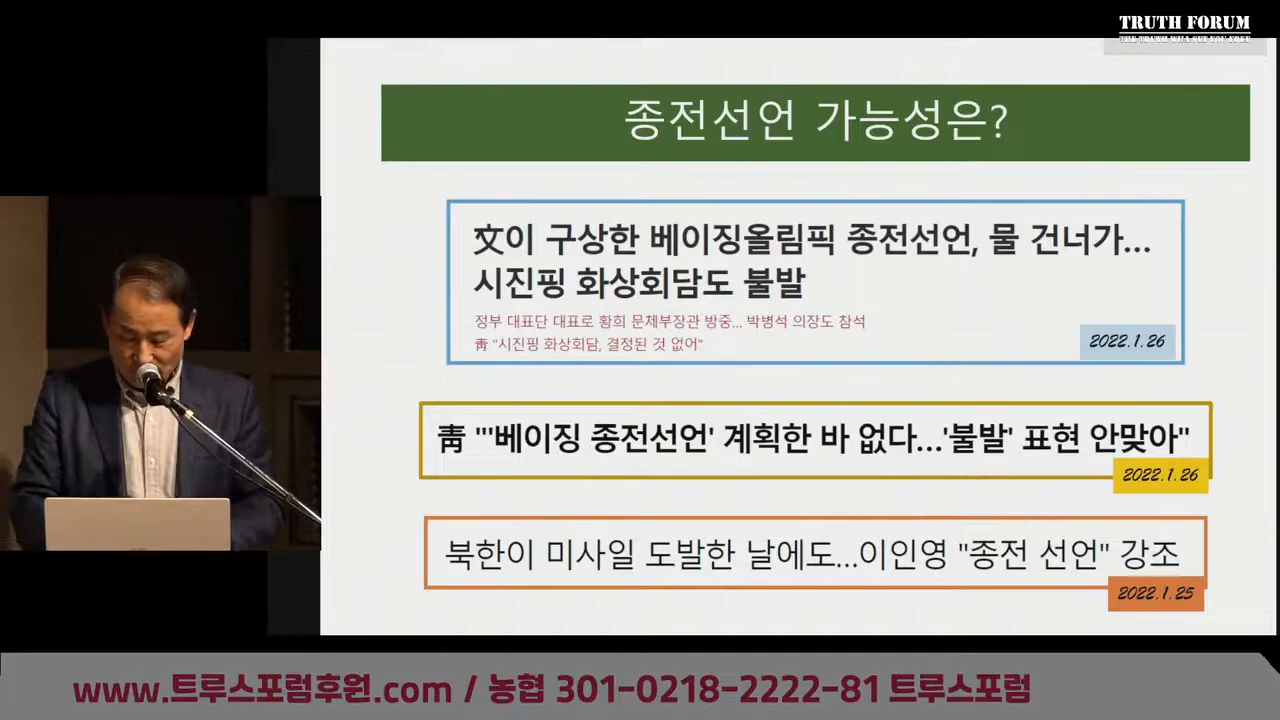 TRUTH FORUM
THE TRUTH WILL SET YOU FREE
종전선언 가능성은?
文이 구상한 베이징올림픽 종전선언, 물 건너가...
시진핑 화상회담도 불발
정부 대표단 대표로 황희 문체부장관 방중... 박병석 의장도 참석
靑 "시진핑 화상회담, 결정된 것 없어"
2022.1.26
靑 "'베이징 종전선언' 계획한 바 없다...'불발' 표현 안맞아"
2022.1.26
북한이 미사일 도발한 날에도...이인영 "종전 선언" 강조
2022.1.25
www.트루스포럼후원.com / 농협 301-0218-2222-81 트루스포럼